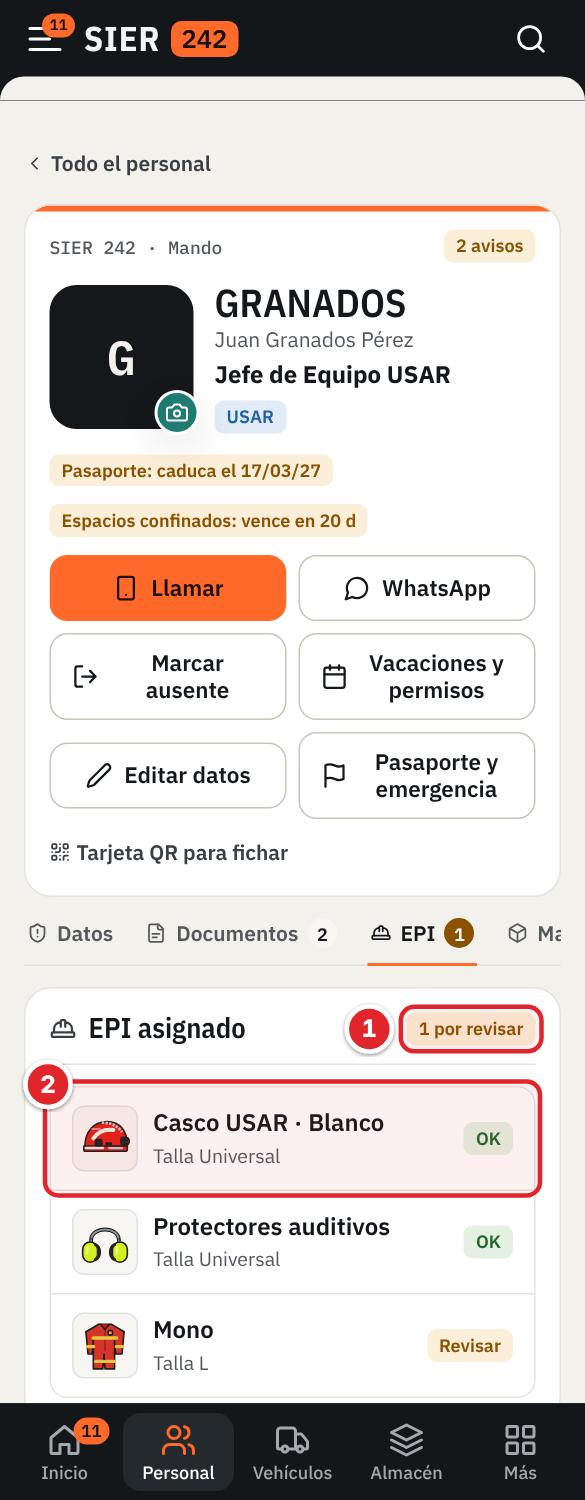 11
SIER 242
Todo el personal
SIER 242 · Mando
2 avisos
G
GRANADOS
Juan Granados Pérez
Jefe de Equipo USAR
USAR
Pasaporte: caduca el 17/03/27
Espacios confinados: vence en 20 d
Llamar
WhatsApp
Marcar
ausente
Vacaciones y
permisos
Editar datos
Pasaporte y
emergencia
Tarjeta QR para fichar
Datos
Documentos 2
EPI 1
Ma
EPI asignado
1
1 por revisar
2
Casco USAR · Blanco
Talla Universal
OK
Protectores auditivos
Talla Universal
OK
Mono
Talla L
Revisar
11
Inicio
Personal
Vehículos
Almacén
Más